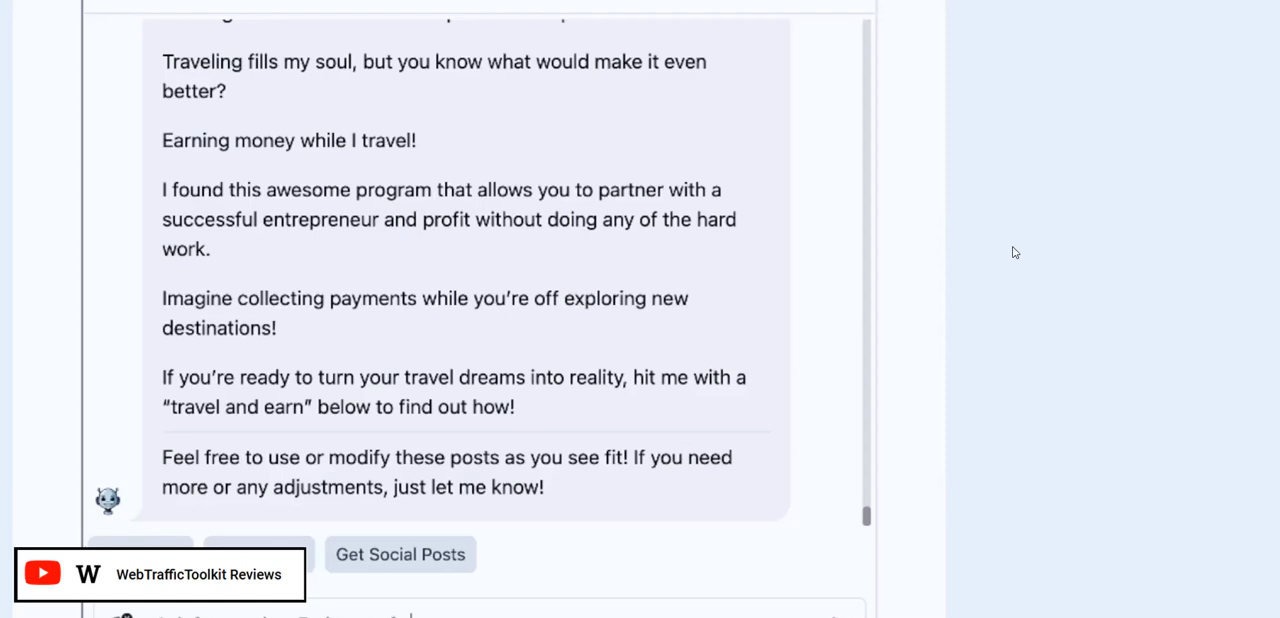 Traveling fills my soul, but you know what would make it even
better?
Earning money while I travel!
I found this awesome program that allows you to partner with a
successful entrepreneur and profit without doing any of the hard
work.
Imagine collecting payments while you’re off exploring new
destinations!
If you’re ready to turn your travel dreams into reality, hit me with a
“travel and earn” below to find out how!
Feel free to use or modify these posts as you see fit! If you need
more or any adjustments, just let me know!
Get Social Posts
W WebTrafficToolkit Reviews